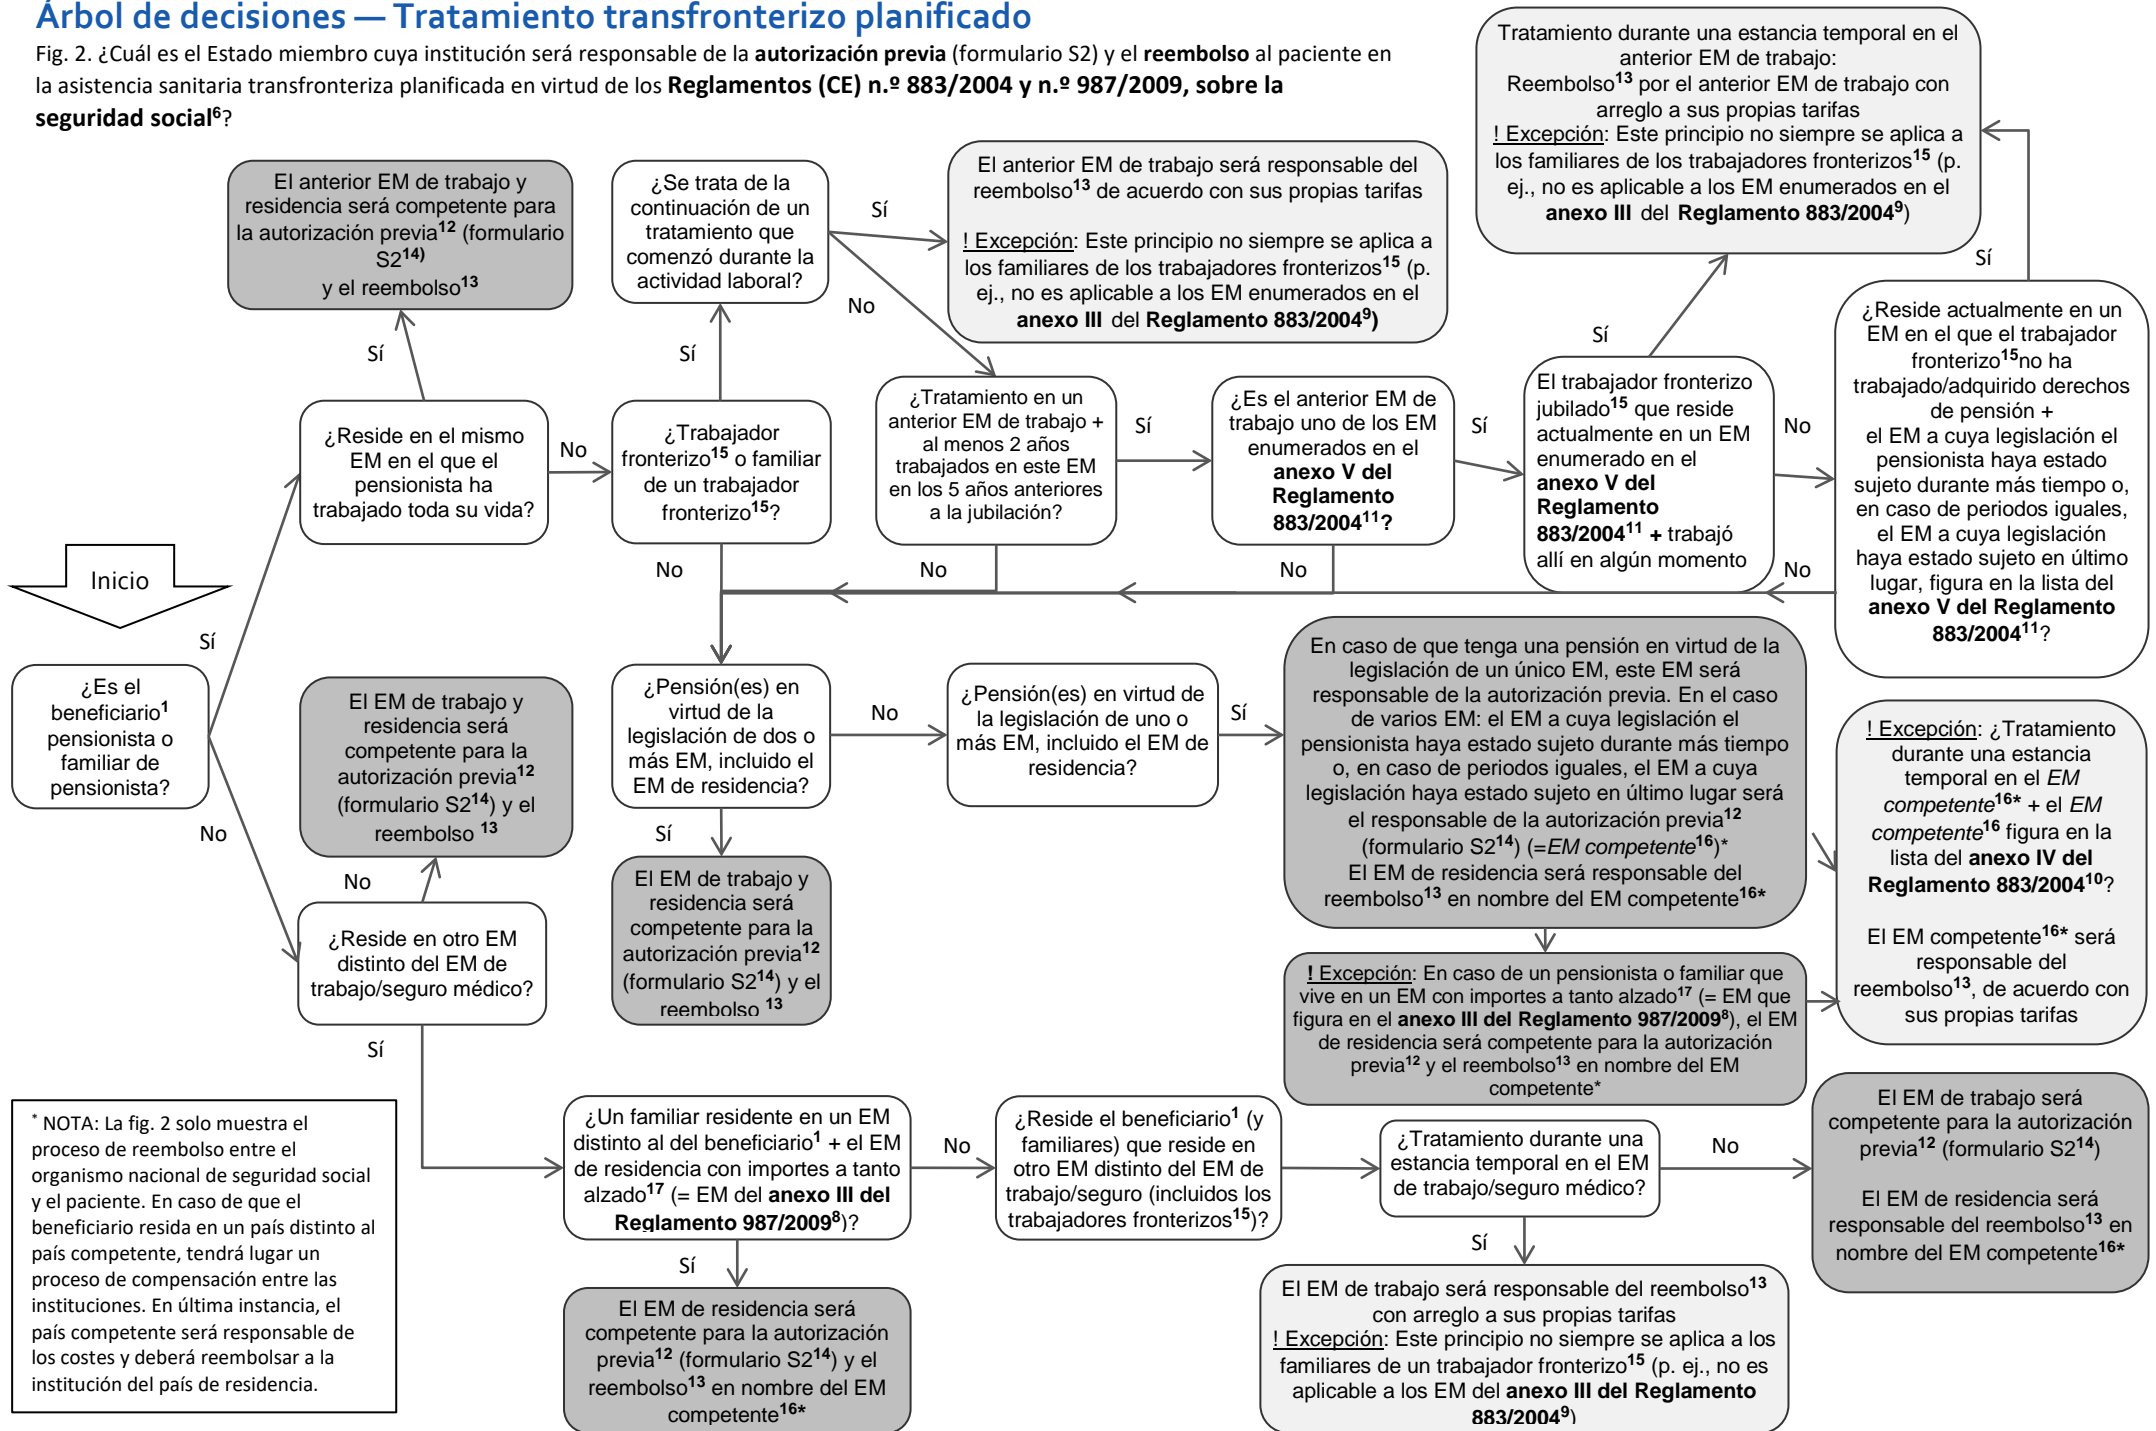 Árbol de decisiones — Tratamiento transfronterizo planificado
Fig. 2. ¿Cuál es el Estado miembro cuya institución será responsable de la autorización previa (formulario S2) y el reembolso al paciente en
la asistencia sanitaria transfronteriza planificada en virtud de los Reglamentos (CE) n.º 883/2004 y n.º 987/2009, sobre la
seguridad social6?
Tratamiento durante una estancia temporal en el
anterior EM de trabajo:
Reembolso13 por el anterior EM de trabajo con
arreglo a sus propias tarifas
! Excepción: Este principio no siempre se aplica a
los familiares de los trabajadores fronterizos15 (p.
ej., no es aplicable a los EM enumerados en el
anexo III del Reglamento 883/20049)
El anterior EM de trabajo y
residencia será competente para
la autorización previa12 (formulario
S214)
y el reembolso13
¿Se trata de la
continuación de un
tratamiento que
comenzó durante la
actividad laboral?
Sí
No
El anterior EM de trabajo será responsable del
reembolso13 de acuerdo con sus propias tarifas
! Excepción: Este principio no siempre se aplica a
los familiares de los trabajadores fronterizos15 (p.
ej., no es aplicable a los EM enumerados en el
anexo III del Reglamento 883/20049)
Sí
Sí
Sí
Sí
¿Reside en el mismo
EM en el que el
pensionista ha
trabajado toda su vida?
No
¿Trabajador
fronterizo15 o familiar
de un trabajador
fronterizo15?
¿Tratamiento en un
anterior EM de trabajo +
al menos 2 años
trabajados en este EM
en los 5 años anteriores
a la jubilación?
Sí
¿Es el anterior EM de
trabajo uno de los EM
enumerados en el
anexo V del
Reglamento
883/200411?
Sí
El trabajador fronterizo
jubilado15 que reside
actualmente en un EM
enumerado en el
anexo V del
Reglamento
883/200411 + trabajó
allí en algún momento
No
¿Reside actualmente en un
EM en el que el trabajador
fronterizo15no ha
trabajado/adquirido derechos
de pensión +
el EM a cuya legislación el
pensionista haya estado
sujeto durante más tiempo o,
en caso de periodos iguales,
el EM a cuya legislación
haya estado sujeto en último
lugar, figura en la lista del
anexo V del Reglamento
883/200411?
No
No
No
No
Inicio
Sí
¿Es el
beneficiario1
pensionista o
familiar de
pensionista?
No
El EM de trabajo y
residencia será
competente para la
autorización previa12
(formulario S214) y el
reembolso 13
No
¿Reside en otro EM
distinto del EM de
trabajo/seguro médico?
Sí
¿Pensión(es) en
virtud de la
legislación de dos o
más EM, incluido el
EM de residencia?
No
Sí
El EM de trabajo y
residencia será
competente para la
autorización previa12
(formulario S214) y el
reembolso 13
¿Pensión(es) en virtud de
la legislación de uno o
más EM, incluido el EM de
residencia?
Sí
En caso de que tenga una pensión en virtud de la
legislación de un único EM, este EM será
responsable de la autorización previa. En el caso
de varios EM: el EM a cuya legislación el
pensionista haya estado sujeto durante más tiempo
o, en caso de periodos iguales, el EM a cuya
legislación haya estado sujeto en último lugar será
el responsable de la autorización previa12
(formulario S214) (=EM competente16)*
El EM de residencia será responsable del
reembolso13 en nombre del EM competente16*
! Excepción: En caso de un pensionista o familiar que
vive en un EM con importes a tanto alzado17 (= EM que
figura en el anexo III del Reglamento 987/20098), el EM
de residencia será competente para la autorización
previa12 y el reembolso13 en nombre del EM
competente*
! Excepción: ¿Tratamiento
durante una estancia
temporal en el EM
competente16* + el EM
competente16 figura en la
lista del anexo IV del
Reglamento 883/200410?
El EM competente16* será
responsable del
reembolso13, de acuerdo con
sus propias tarifas
* NOTA: La fig. 2 solo muestra el
proceso de reembolso entre el
organismo nacional de seguridad social
y el paciente. En caso de que el
beneficiario resida en un país distinto al
país competente, tendrá lugar un
proceso de compensación entre las
instituciones. En última instancia, el
país competente será responsable de
los costes y deberá reembolsar a la
institución del país de residencia.
¿Un familiar residente en un EM
distinto al del beneficiario1 + el EM
de residencia con importes a tanto
alzado17 (= EM del anexo III del
Reglamento 987/20098)?
No
Sí
El EM de residencia será
competente para la autorización
previa12 (formulario S214) y el
reembolso13 en nombre del EM
competente16*
¿Reside el beneficiario1 (y
familiares) que reside en
otro EM distinto del EM de
trabajo/seguro (incluidos los
trabajadores fronterizos15)?
¿Tratamiento durante una
estancia temporal en el EM
de trabajo/seguro médico?
No
Sí
El EM de trabajo será
competente para la autorización
previa12 (formulario S214)
El EM de residencia será
responsable del reembolso13 en
nombre del EM competente16*
El EM de trabajo será responsable del reembolso13
con arreglo a sus propias tarifas
! Excepción: Este principio no siempre se aplica a los
familiares de un trabajador fronterizo15 (p. ej., no es
aplicable a los EM del anexo III del Reglamento
883/20049)